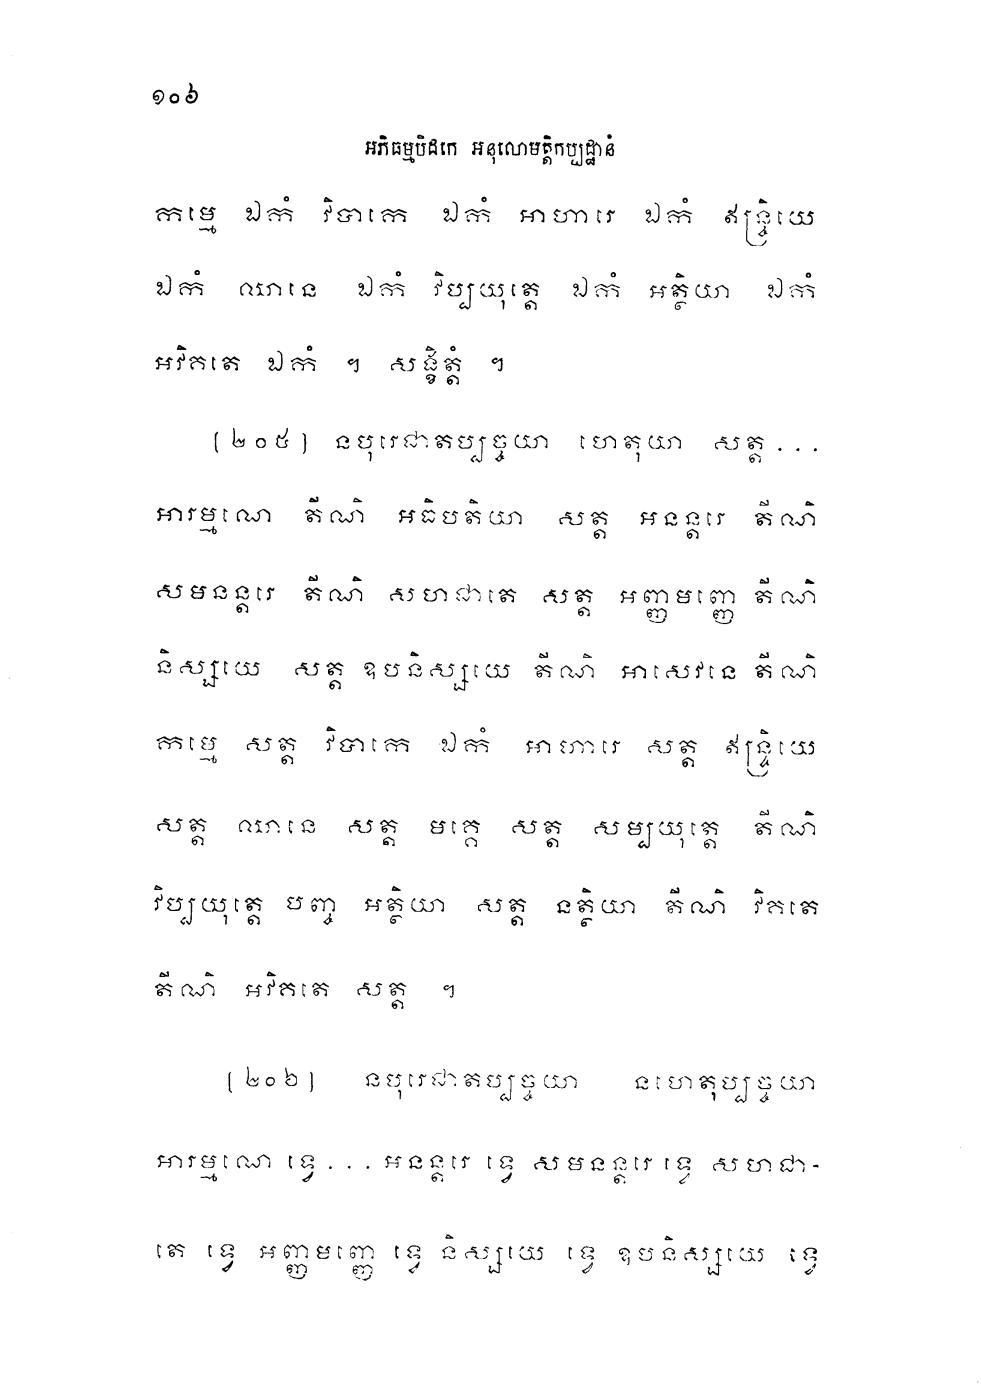 ១០៦
អភិធម្មបិដកេ អនុលោមត្តិកប្បដ្ឋានំ
កម្មេ ឯកំ វិបាកេ ឯកំ អាហារេ ឯកំ ឥន្ទ្រិយេ
ឯកំ ឈានេ ឯកំ វិប្បយុត្តេ ឯកំ អត្ថិយា ឯកំ
អវិគតេ ឯកំ ។ សង្ខិត្តំ ។
(២០៥) នបុរេជាតប្បច្ចយា ហេតុយា សត្ត ...
អារម្មណេ តីណិ អធិបតិយា សត្ត អនន្តរេ តីណិ
សមនន្តរេ តីណិ សហជាតេ សត្ត អញ្ញមញ្ញេ តីណិ
និស្សយេ សត្ត ឧបនិស្សយេ តីណិ អាសេវនេ តីណិ
កម្មេ សត្ត វិបាកេ ឯកំ អាហារេ សត្ត ឥន្ទ្រិយេ
សត្ត ឈានេ សត្ត មគ្គេ សត្ត សម្បយុត្តេ តីណិ
វិប្បយុត្តេ បញ្ច អត្ថិយា សត្ត នត្ថិយា តីណិ វិគតេ
តីណិ អវិគតេ សត្ត ។
(២០៦) នបុរេជាតប្បច្ចយា នហេតុប្បច្ចយា
អារម្មណេ ទ្វេ ... អនន្តរេ ទ្វេ សមនន្តរេ ទ្វេ សហជា-
តេ ទ្វេ អញ្ញមញ្ញេ ទ្វេ និស្សយេ ទ្វេ ឧបនិស្សយេ ទ្វេ